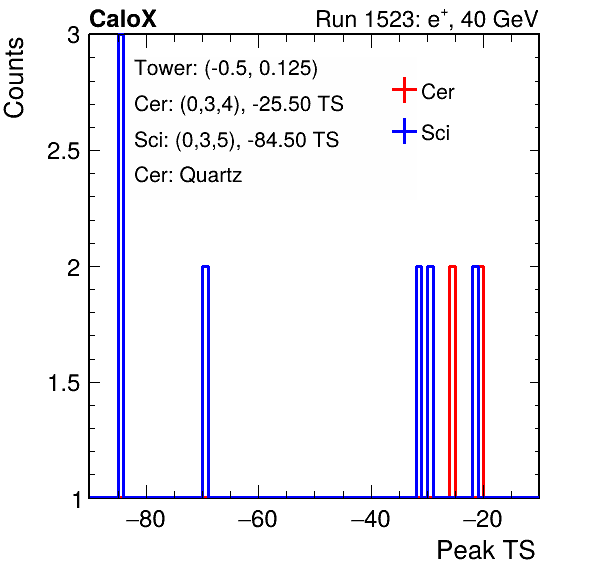 CaloX Run 1523: e+, 40 GeV
Counts
3
2.5
2
1.5
1
Tower: (-0.5, 0.125)
Cer: (0,3,4), -25.50 TS
Sci: (0,3,5), -84.50 TS
Cer: Quartz
Cer
Sci
−80 −60 −40 −20
Peak TS